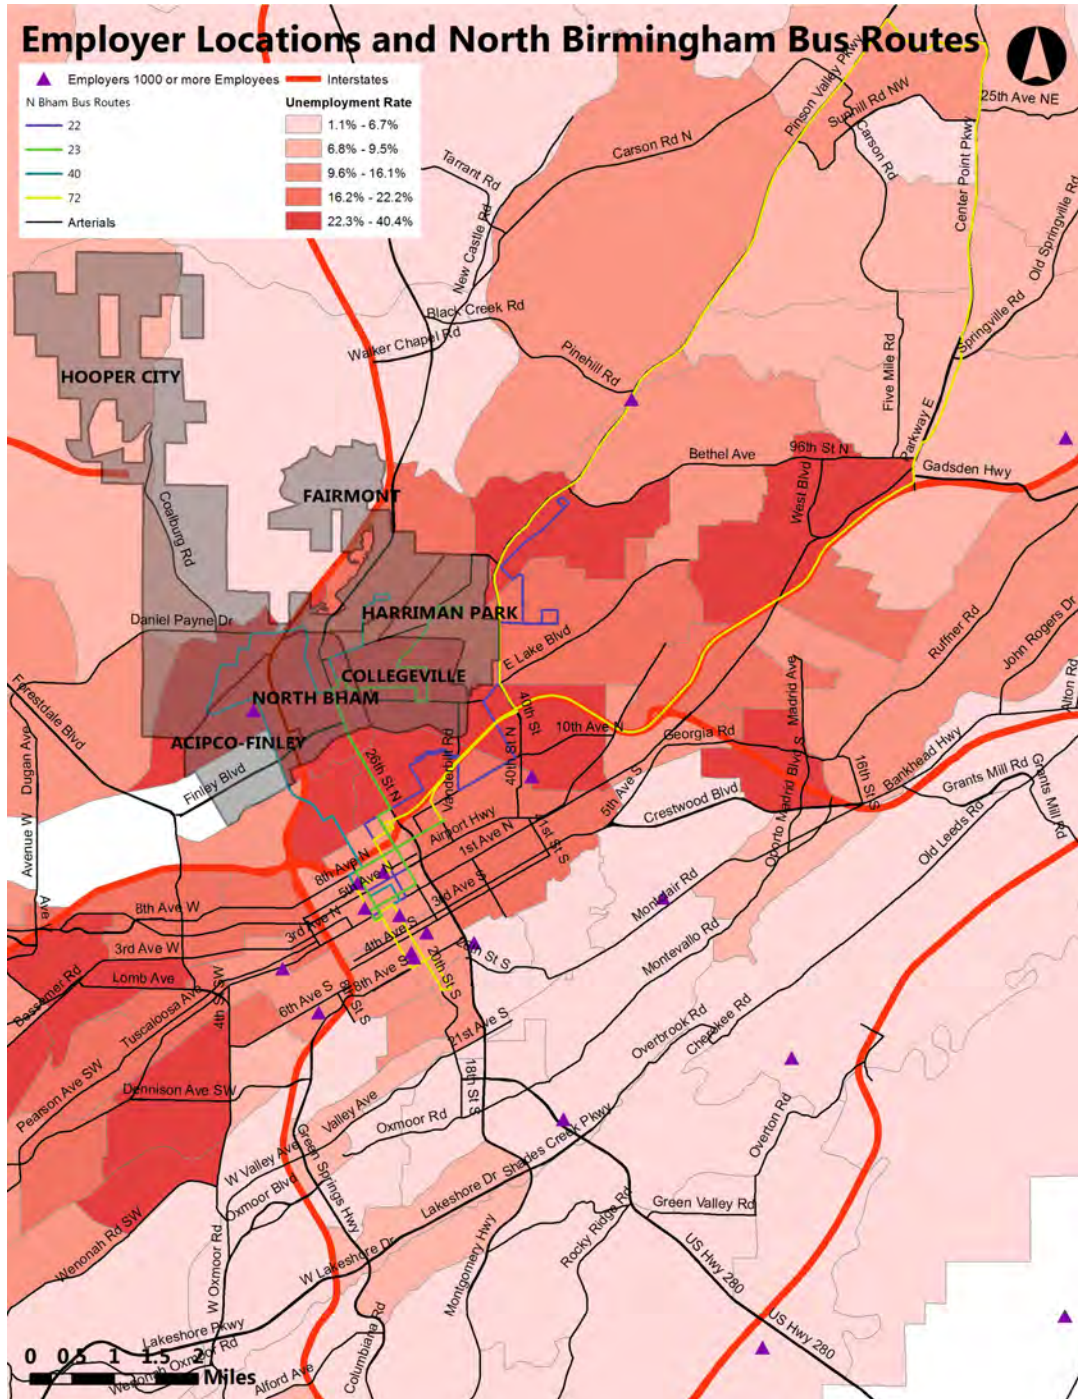 Employer Locations and North Birmingham Bus Routes
Employers 1000 or more Employees
Interstates
N Bham Bus Routes
Unemployment Rate
22
1.1% - 6.7%
23
6.8% - 9.5%
40
9.6% - 16.1%
72
16.2% - 22.2%
Arterials
22.3% - 40.4%
Pinson Valley Pkwy
Sunhill Rd NW
25th Ave NE
Carson Rd N
Carson Rd
Center Point Pkwy
Tarrant Rd
New Castle Rd
Old Springville Rd
Black Creek Rd
Walker Chapel Rd
Springville Rd
Pinehill Rd
Five Mile Rd
HOOPER CITY
Parkway E
96th St N
Bethel Ave
West Blvd
Gadsden Hwy
FAIRMONT
Coalburg Rd
HARRIMAN PARK
Daniel Payne Dr
E Lake Blvd
Ruffner Rd
John Rogers Dr
COLLEGEVILLE
NORTH BHAM
Forestdale Blvd
40th St
10th Ave N
Madrid Ave
Alton Rd
ACIPCO-FINLEY
Georgia Rd
Dugan Ave
26th St N
Vanderbilt Rd
40th St N
Finley Blvd
5th Ave S
Crestwood Blvd
16th St S
Bankhead Hwy
Grants Mill Rd
Grants Mill Rd
Oporto Madrid Blvd S
Avenue W
Airport Hwy
1st Ave N
41st St S
Old Leeds Rd
8th Ave N
5th Ave N
3rd Ave S
S
Montclair Rd
Ave V
8th Ave W
3rd Ave N
3rd Ave W
4th Ave S
Montevallo Rd
Lomb Ave
8th Ave S
20th St S
Bessemer Rd
4th St SW
6th Ave S
Tuscaloosa Ave
21st Ave S
Overbrook Rd
Cherokee Rd
Pearson Ave SW
Dennison Ave SW
18th St S
Valley Ave
Oxmoor Rd
Overton Rd
Green Springs Hwy
W Valley Ave
Shades Creek Pkwy
Oxmoor Blvd
Lakeshore Dr
Green Valley Rd
Rocky Ridge Rd
Wenonah Rd SW
W Lakeshore Dr
Montgomery Hwy
US Hwy 280
W Oxmoor Rd
US Hwy 280
Lakeshore Pkwy
Columbiana Rd
Wenonah Oxmoor Rd
Alford Ave
0 0.5 1 1.5 2
Miles